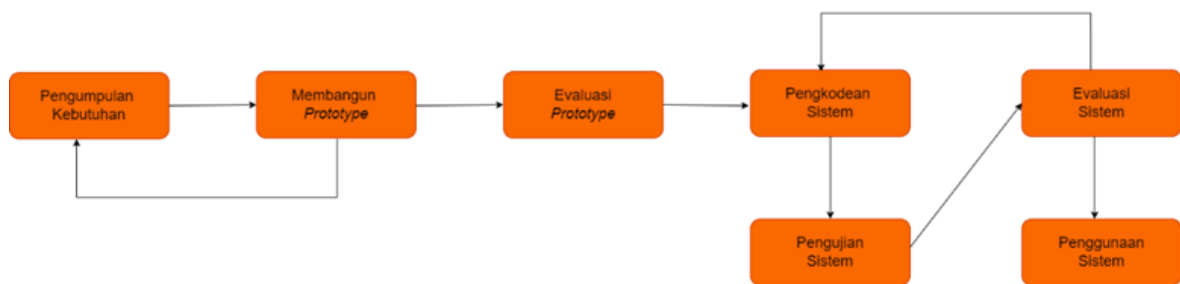 Pengumpulan
Kebutuhan
Membangun
Prototype
Evaluasi
Prototype
Pengkodean
Sistem
Evaluasi
Sistem
Pengujian
Sistem
Penggunaan
Sistem